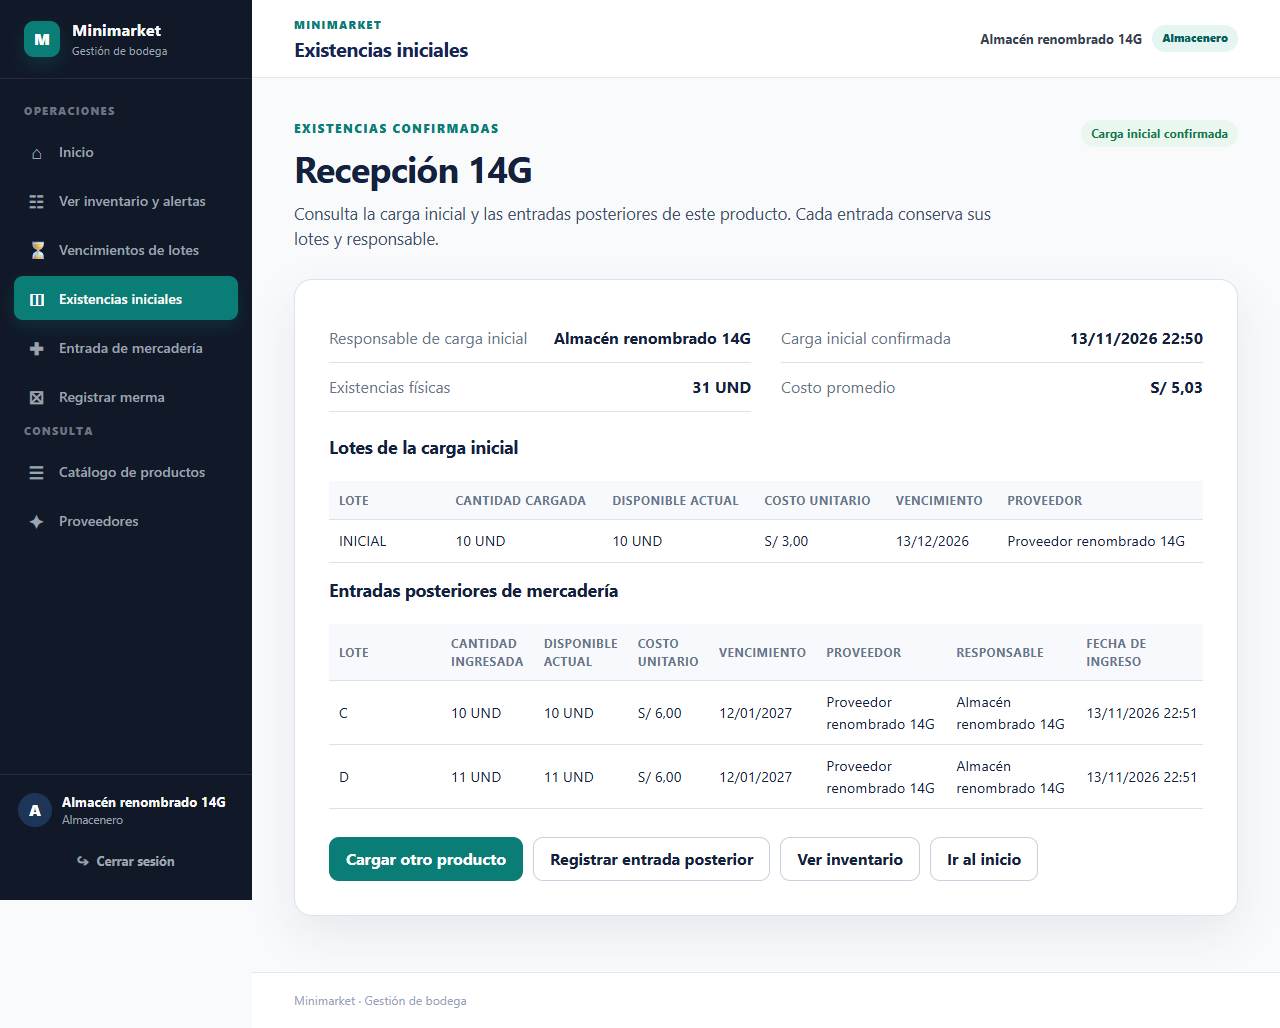 M
Minimarket
Gestión de bodega
OPERACIONES
Inicio
Ver inventario y alertas
Vencimientos de lotes
Existencias iniciales
Entrada de mercadería
Registrar merma
CONSULTA
Catálogo de productos
Proveedores
A
Almacén renombrado 14G
Almacenero
Cerrar sesión
MINIMARKET
Existencias iniciales
Almacén renombrado 14G
Almacenero
EXISTENCIAS CONFIRMADAS
Carga inicial confirmada
Recepción 14G
Consulta la carga inicial y las entradas posteriores de este producto. Cada entrada conserva sus
lotes y responsable.
Responsable de carga inicial Almacén renombrado 14G
Carga inicial confirmada 13/11/2026 22:50
Existencias físicas 31 UND
Costo promedio S/ 5,03
Lotes de la carga inicial
LOTE CANTIDAD CARGADA DISPONIBLE ACTUAL COSTO UNITARIO VENCIMIENTO PROVEEDOR
INICIAL 10 UND 10 UND S/ 3,00 13/12/2026 Proveedor renombrado 14G
Entradas posteriores de mercadería
LOTE CANTIDAD INGRESADA DISPONIBLE ACTUAL COSTO UNITARIO VENCIMIENTO PROVEEDOR RESPONSABLE FECHA DE INGRESO
C 10 UND 10 UND S/ 6,00 12/01/2027 Proveedor renombrado 14G Almacén renombrado 14G 13/11/2026 22:51
D 11 UND 11 UND S/ 6,00 12/01/2027 Proveedor renombrado 14G Almacén renombrado 14G 13/11/2026 22:51
Cargar otro producto
Registrar entrada posterior
Ver inventario
Ir al inicio
Minimarket · Gestión de bodega